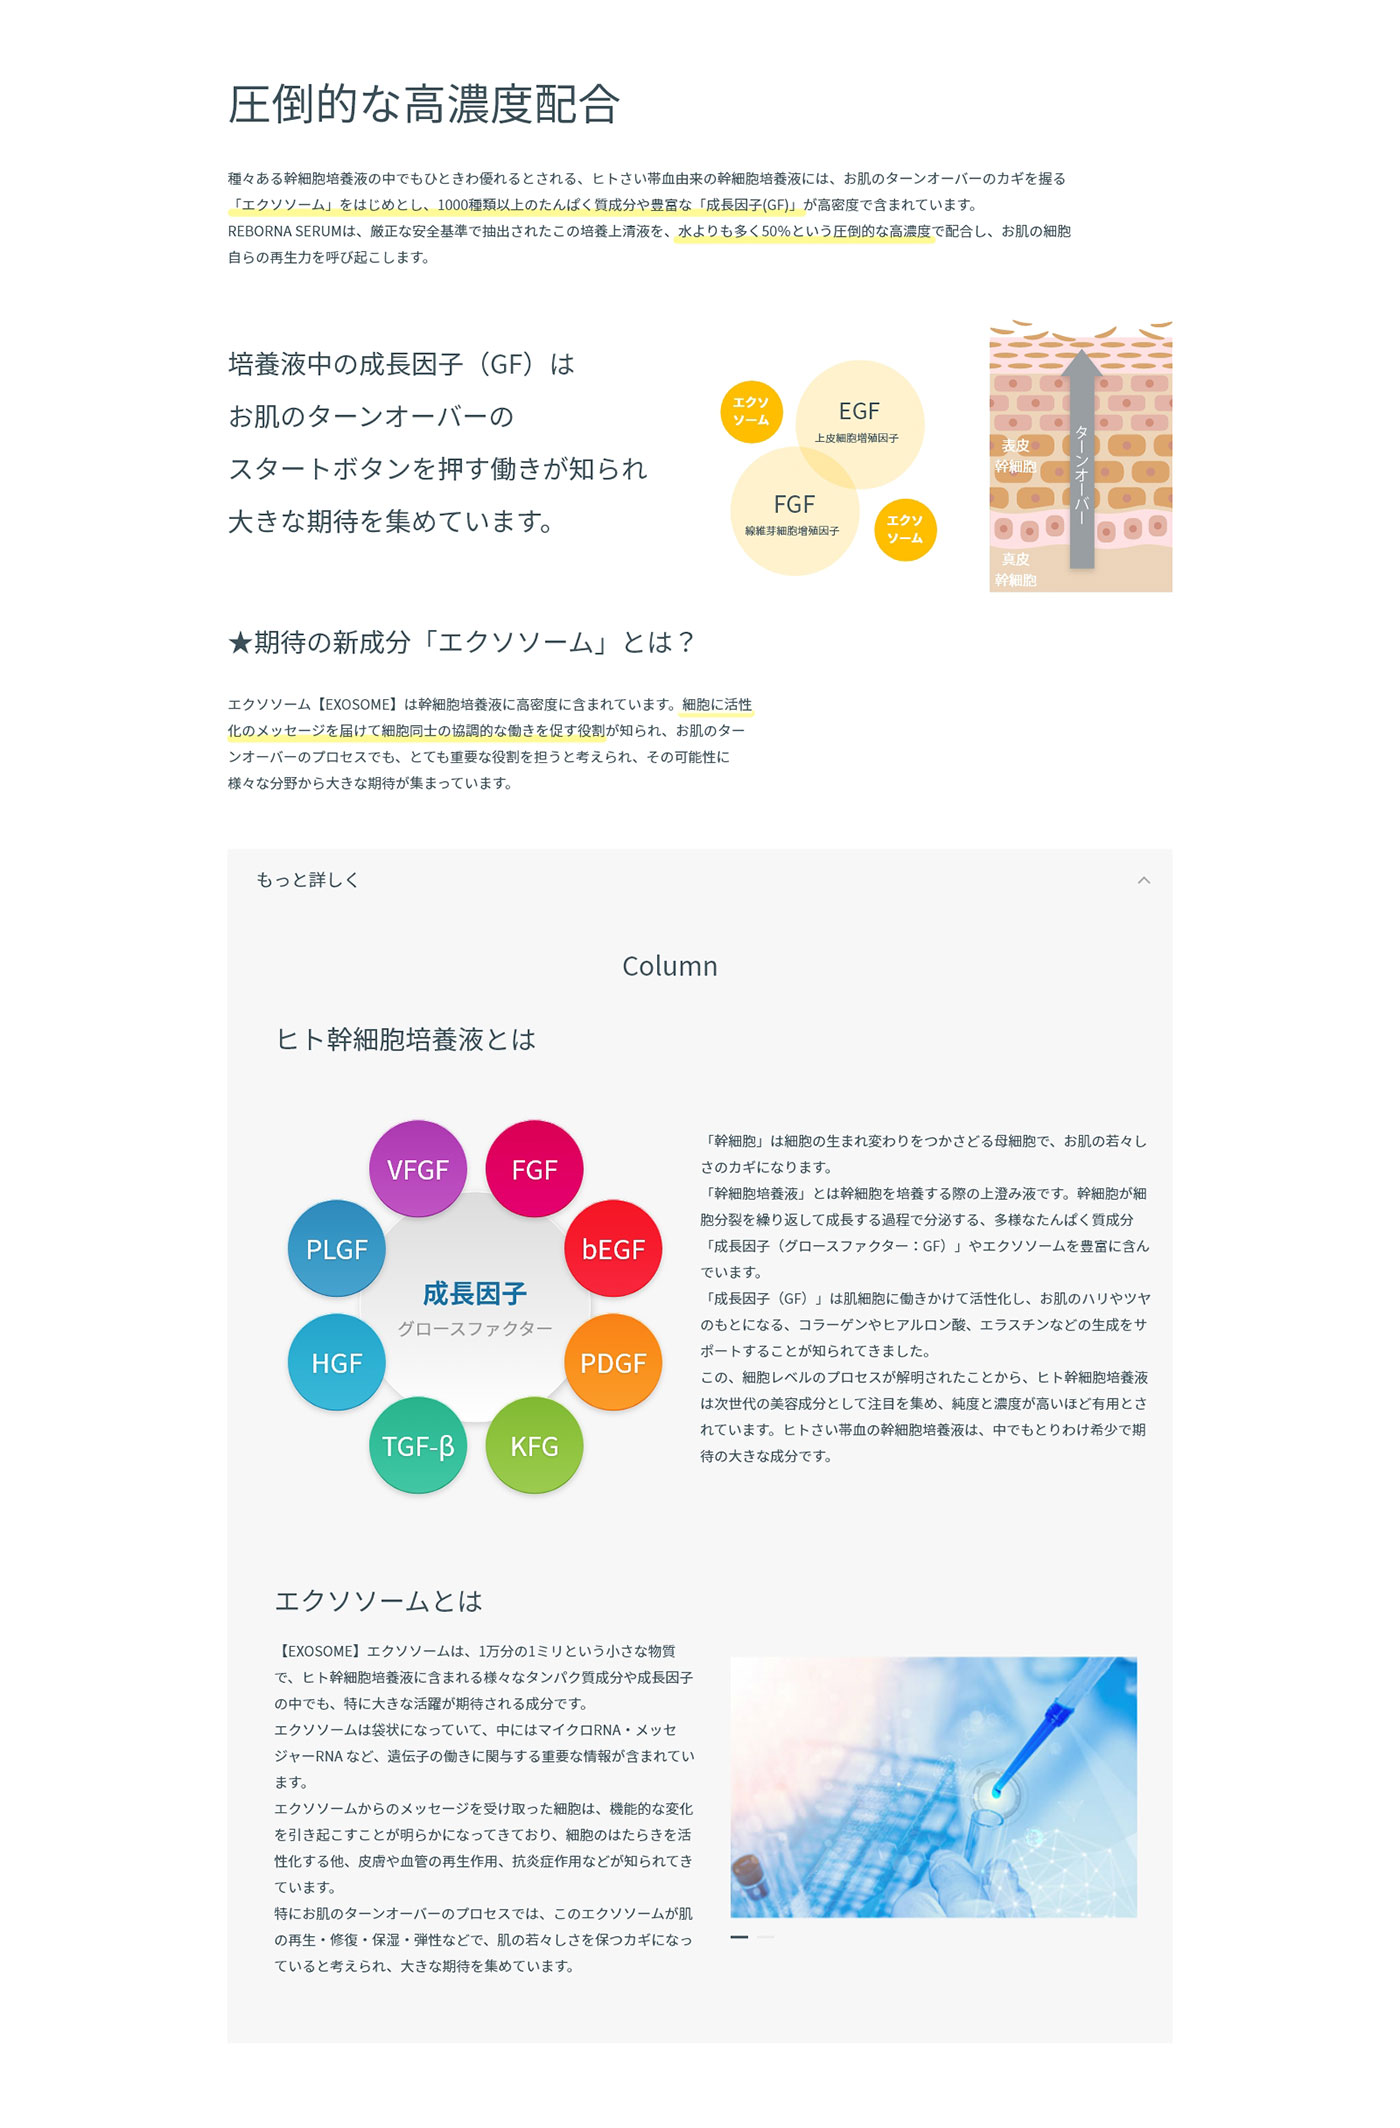 圧倒的な高濃度配合
種々ある幹細胞培養液の中でもひときわ優れるとされる、ヒトさい帯血由来の幹細胞培養液には、お肌のターンオーバーのカギを握る
「エクソソーム」をはじめとし、1000種類以上のたんぱく質成分や豊富な「成長因子(GF)」が高密度で含まれています。
REBORNA SERUMは、厳正な安全基準で抽出されたこの培養上清液を、水よりも多く50%という圧倒的な高濃度で配合し、お肌の細胞
自らの再生力を呼び起こします。
培養液中の成長因子（GF）は
お肌のターンオーバーの
スタートボタンを押す働きが知られ
大きな期待を集めています。
エクソ
ソーム
EGF
上皮細胞増殖因子
FGF
線維芽細胞増殖因子
エクソ
ソーム
表皮
幹細胞
ターンオーバー
真皮
幹細胞
★期待の新成分「エクソソーム」とは？
エクソソーム【EXOSOME】は幹細胞培養液に高密度に含まれています。細胞に活性
化のメッセージを届けて細胞同士の協調的な働きを促す役割が知られ、お肌のター
ンオーバーのプロセスでも、とても重要な役割を担うと考えられ、その可能性に
様々な分野から大きな期待が集まっています。
もっと詳しく
Column
ヒト幹細胞培養液とは
VFGF
FGF
PLGF
bEGF
成長因子
グロースファクター
HGF
PDGF
TGF-β
KFG
「幹細胞」は細胞の生まれ変わりをつかさどる母細胞で、お肌の若々し
さのカギになります。
「幹細胞培養液」とは幹細胞を培養する際の上澄み液です。幹細胞が細
胞分裂を繰り返して成長する過程で分泌する、多様なたんぱく質成分
「成長因子（グロースファクター：GF）」やエクソソームを豊富に含ん
でいます。
「成長因子（GF）」は肌細胞に働きかけて活性化し、お肌のハリやツヤ
のもとになる、コラーゲンやヒアルロン酸、エラスチンなどの生成をサ
ポートすることが知られてきました。
この、細胞レベルのプロセスが解明されたことから、ヒト幹細胞培養液
は次世代の美容成分として注目を集め、純度と濃度が高いほど有用とさ
れています。ヒトさい帯血の幹細胞培養液は、中でもとりわけ希少で期
待の大きな成分です。
エクソソームとは
【EXOSOME】エクソソームは、1万分の1ミリという小さな物質
で、ヒト幹細胞培養液に含まれる様々なタンパク質成分や成長因子
の中でも、特に大きな活躍が期待される成分です。
エクソソームは袋状になっていて、中にはマイクロRNA・メッセ
ジャーRNA など、遺伝子の働きに関与する重要な情報が含まれてい
ます。
エクソソームからのメッセージを受け取った細胞は、機能的な変化
を引き起こすことが明らかになってきており、細胞のはたらきを活
性化する他、皮膚や血管の再生作用、抗炎症作用などが知られてき
ています。
特にお肌のターンオーバーのプロセスでは、このエクソソームが肌
の再生・修復・保湿・弾性などで、肌の若々しさを保つカギになっ
ていると考えられ、大きな期待を集めています。